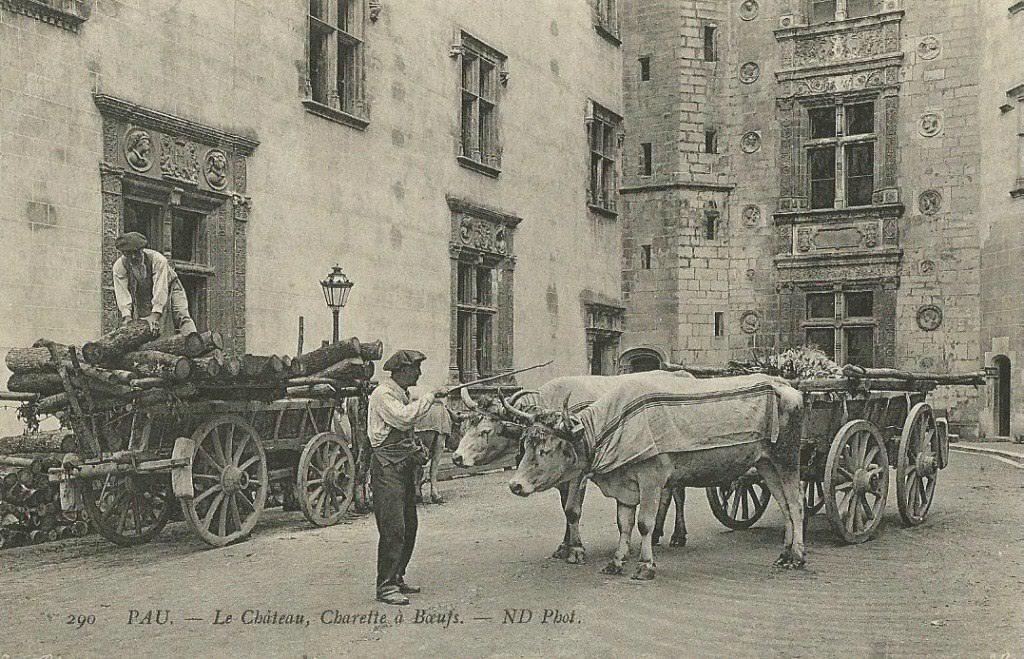 290 PAU. — Le Château, Charette à Bœufs. — ND Phot.